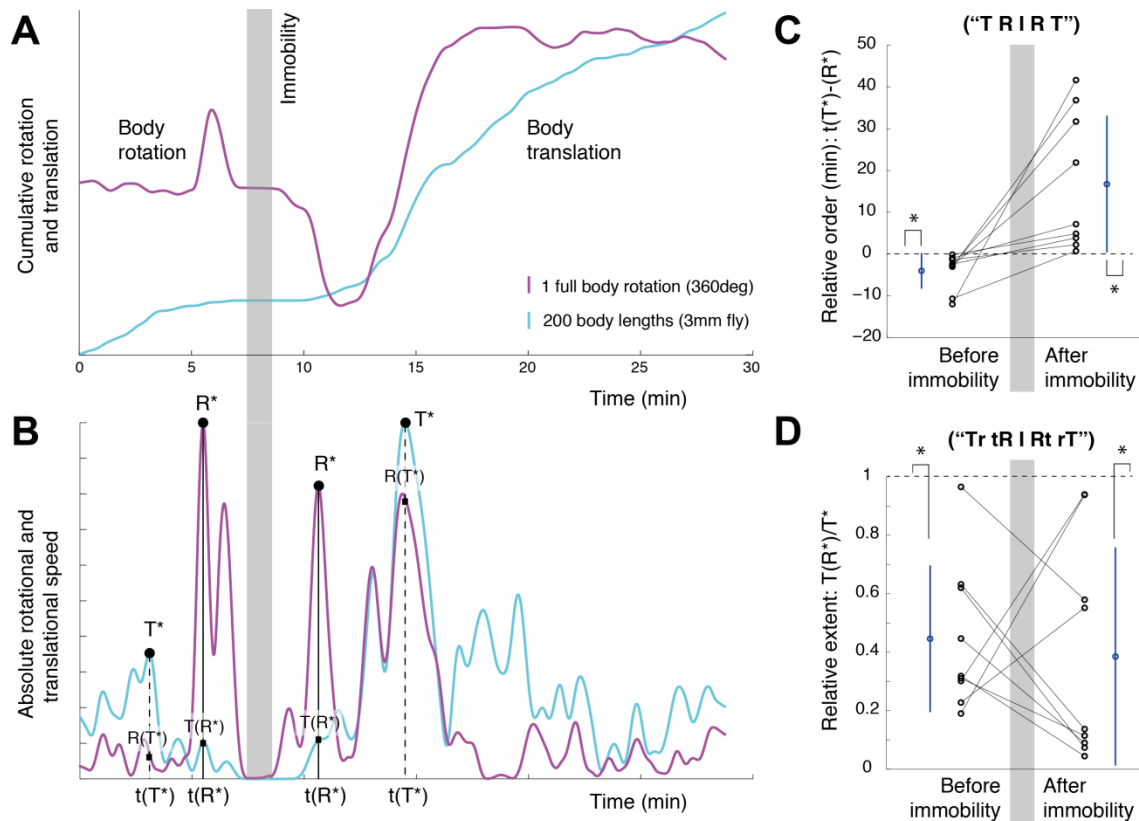 A
Cumulative rotation
and translation
Body
rotation
Immobility
Body
translation
1 full body rotation (360deg)
200 body lengths (3mm fly)
0
5
10
15
20
25
30
Time (min)
B
Absolute rotational and
translational speed
T*
R(T*)
R*
T(R*)
R*
T(R*)
T*
R(T*)
t(T*)
t(R*)
t(R*)
t(T*)
Time (min)
C
("T R I R T")
Relative order (min): t(T*)-(R*)
50
40
30
20
10
0
−10
−20
*
*
Before
immobility
After
immobility
D
("Tr tR I Rt rT")
Relative extent: T(R*)/T*
1
0.8
0.6
0.4
0.2
0
*
*
Before
immobility
After
immobility